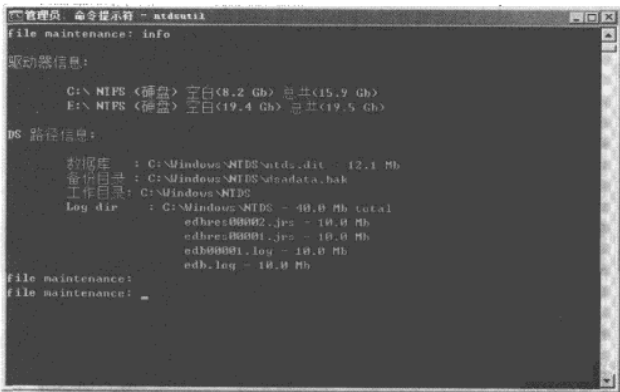 管理员: 命令提示符 - ntdsutil
file maintenance: info
驱动器信息:
C:\ NTFS (硬盘) 空白(8.2 Gb) 总共(15.9 Gb)
E:\ NTFS (硬盘) 空白(19.4 Gb) 总共(19.5 Gb)
DS 路径信息:
数据库 : C:\Windows\NTDS\ntds.dit - 12.1 Mb
备份目录 : C:\Windows\NTDS\dsadata.bak
工作目录: C:\Windows\NTDS
Log dir : C:\Windows\NTDS - 40.0 Mb total
edbres00002.jrs - 10.0 Mb
edbres00001.jrs - 10.0 Mb
edb00001.log - 10.0 Mb
edb.log - 10.0 Mb
file maintenance:
file maintenance: _